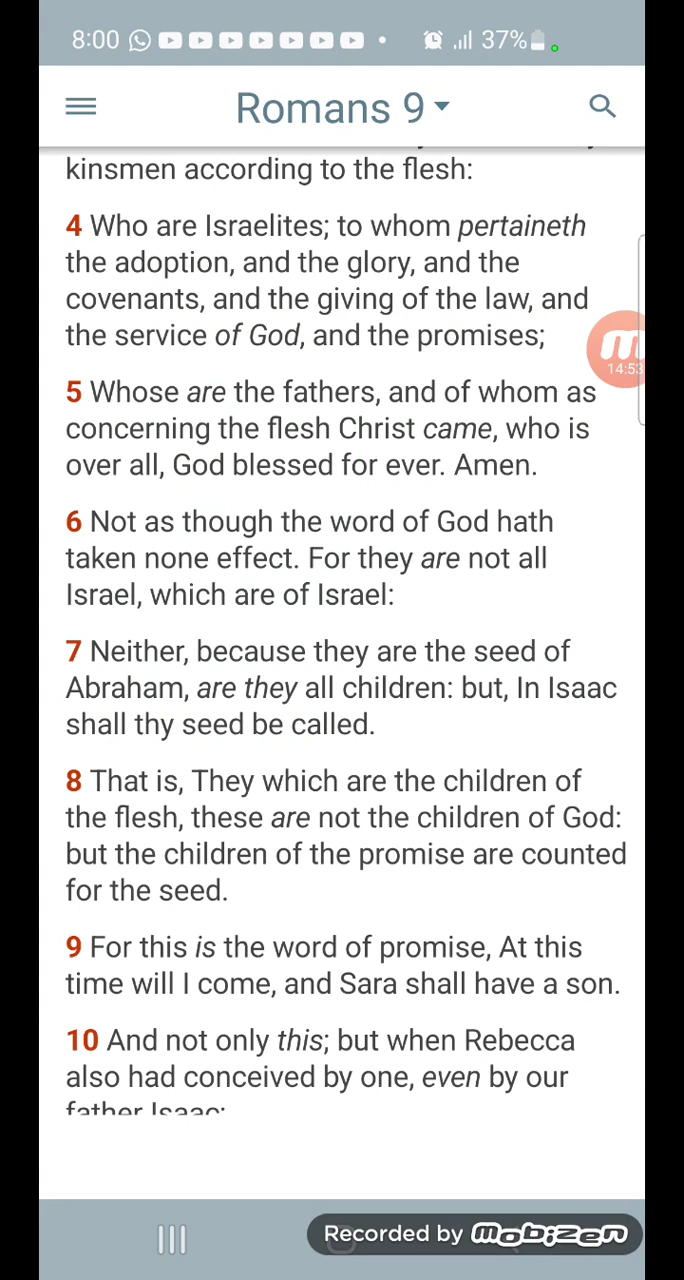 8:00 37%
Romans 9
kinsmen according to the flesh:
4 Who are Israelites; to whom pertaineth
the adoption, and the glory, and the
covenants, and the giving of the law, and
the service of God, and the promises;
14:53
5 Whose are the fathers, and of whom as
concerning the flesh Christ came, who is
over all, God blessed for ever. Amen.
6 Not as though the word of God hath
taken none effect. For they are not all
Israel, which are of Israel:
7 Neither, because they are the seed of
Abraham, are they all children: but, In Isaac
shall thy seed be called.
8 That is, They which are the children of
the flesh, these are not the children of God:
but the children of the promise are counted
for the seed.
9 For this is the word of promise, At this
time will I come, and Sara shall have a son.
10 And not only this; but when Rebecca
also had conceived by one, even by our
father Isaac;
Recorded by mobizen